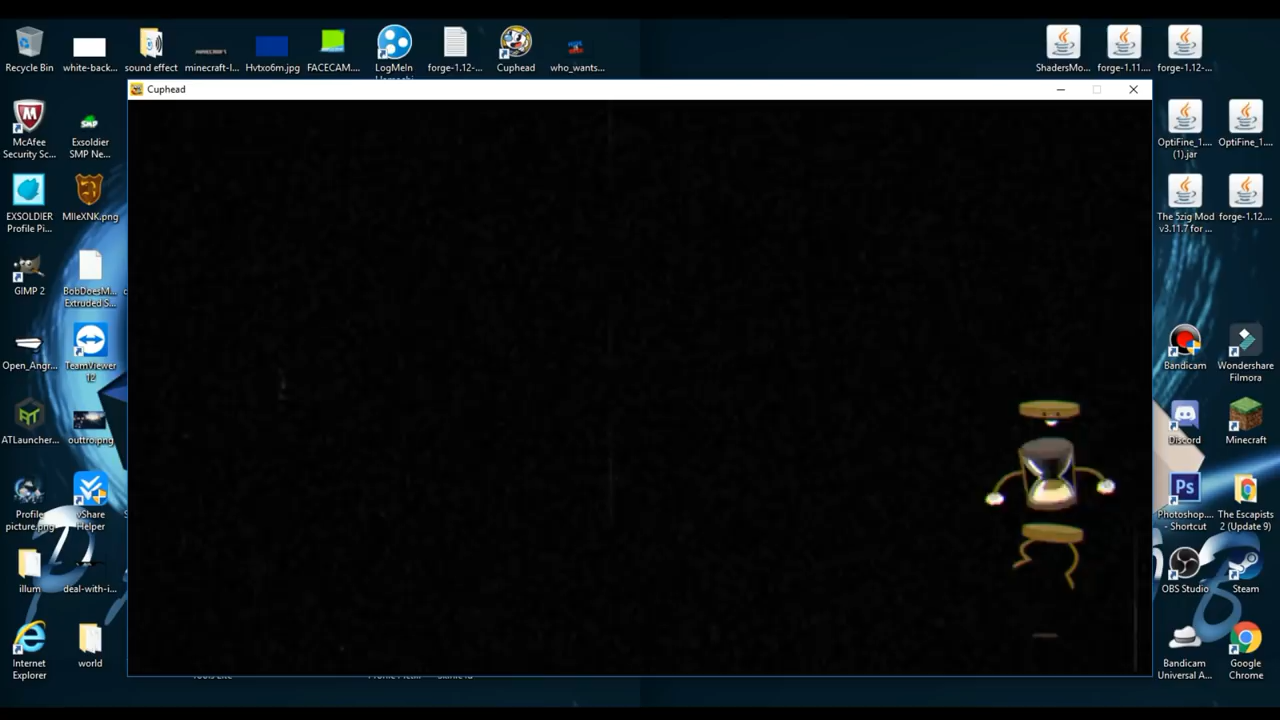 Recycle Bin
white-back...
sound effect
minecraft-l...
Hvtxo6m.jpg
FACECAM....
LogMeIn
forge-1.12-...
Cuphead
who_wants...
ShadersMo...
forge-1.11....
forge-1.12-...
Cuphead
McAfee
Security Sc...
Exsoldier
SMP Ne...
OptiFine_1....
(1).jar
OptiFine_1....
EXSOLDIER
Profile Pi...
MIIeXNK.png
The 5zig Mod
v3.11.7 for ...
forge-1.12....
GIMP 2
BobDoesM...
Extruded S...
Open_Angr...
TeamViewer
12
Bandicam
Wondershare
Filmora
ATLauncher...
outtro.png
Discord
Minecraft
Profile
picture.png
vShare
Helper
Photoshop....
- Shortcut
The Escapists
2 (Update 9)
illum
deal-with-i...
OBS Studio
Steam
Internet
Explorer
world
Bandicam
Universal A...
Google
Chrome